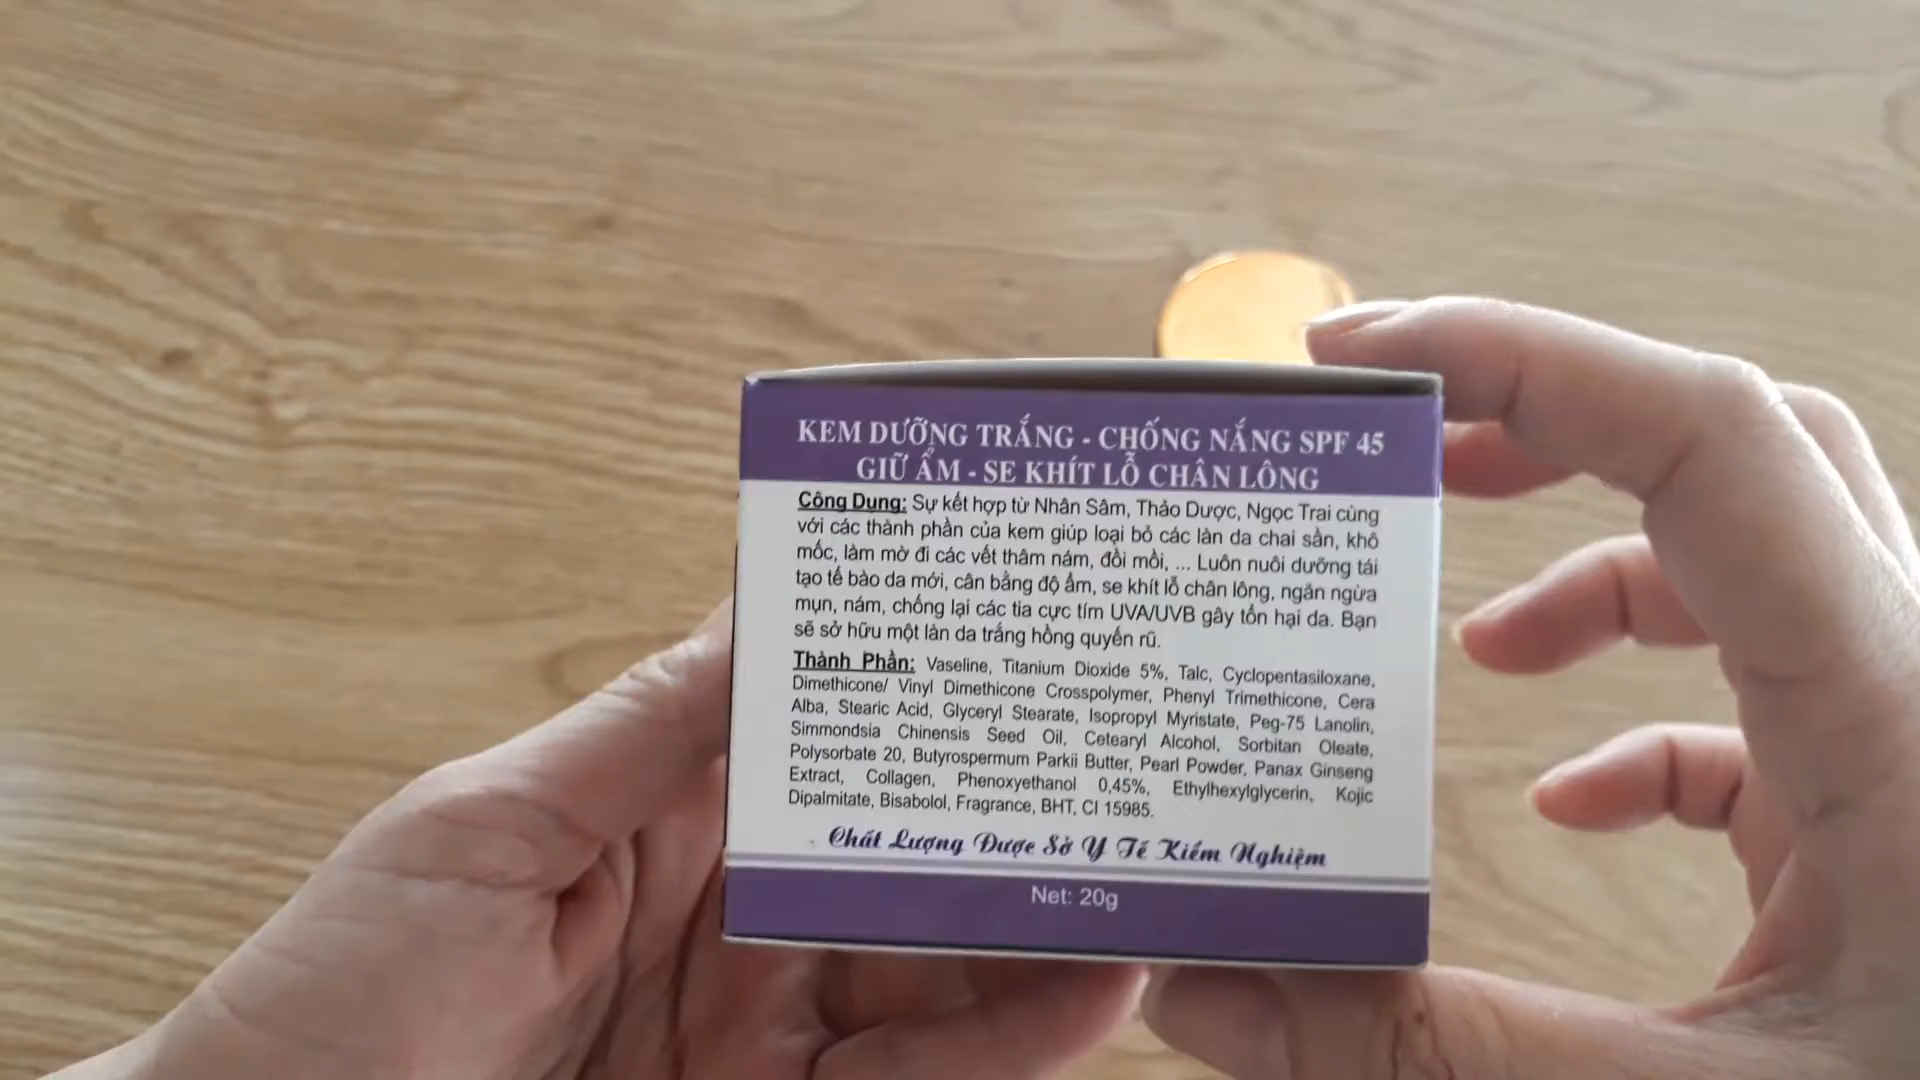 KEM DƯỠNG TRẮNG - CHỐNG NẮNG SPF 45
GIỮ ẨM - SE KHÍT LỖ CHÂN LÔNG
Công Dụng: Sự kết hợp từ Nhân Sâm, Thảo Dược, Ngọc Trai cùng
với các thành phần của kem giúp loại bỏ các làn da chai sần, khô
mốc, làm mờ đi các vết thâm nám, đồi mồi, ... Luôn nuôi dưỡng tái
tạo tế bào da mới, cân bằng độ ẩm, se khít lỗ chân lông, ngăn ngừa
mụn, nám, chống lại các tia cực tím UVA/UVB gây tổn hại da. Bạn
sẽ sở hữu một làn da trắng hồng quyến rũ.
Thành Phần: Vaseline, Titanium Dioxide 5%, Talc, Cyclopentasiloxane,
Dimethicone/ Vinyl Dimethicone Crosspolymer, Phenyl Trimethicone, Cera
Alba, Stearic Acid, Glyceryl Stearate, Isopropyl Myristate, Peg-75 Lanolin,
Simmondsia Chinensis Seed Oil, Cetearyl Alcohol, Sorbitan Oleate,
Polysorbate 20, Butyrospermum Parkii Butter, Pearl Powder, Panax Ginseng
Extract, Collagen, Phenoxyethanol 0,45%, Ethylhexylglycerin, Kojic
Dipalmitate, Bisabolol, Fragrance, BHT, CI 15985.
Chất Lượng Được Sở Y Tế Kiểm Nghiệm
Net: 20g